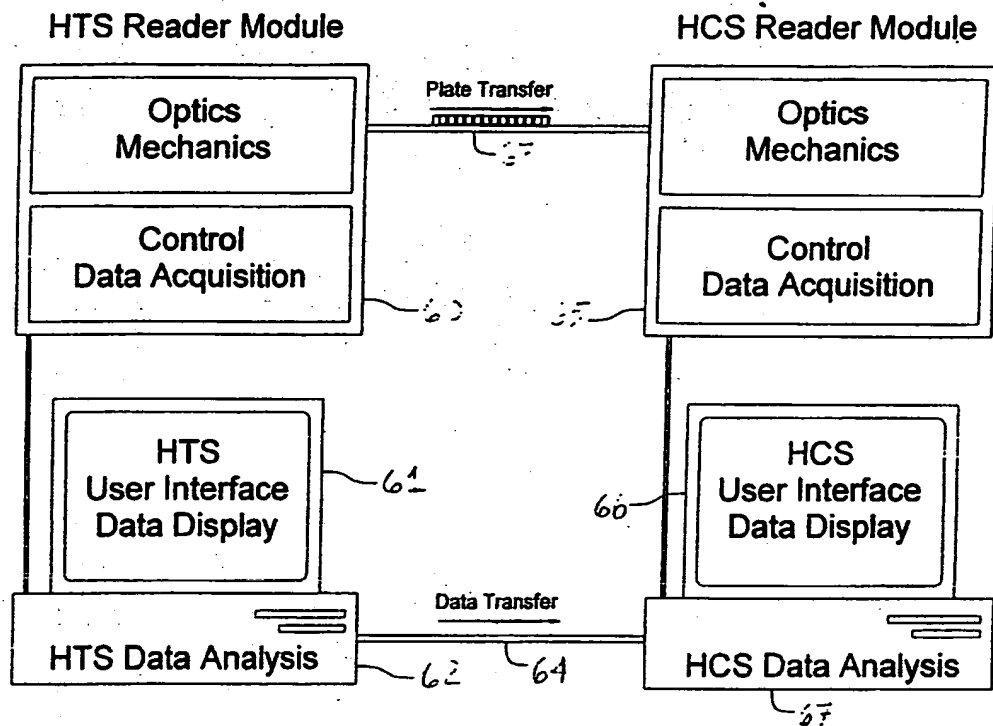 HTS Reader Module
HCS Reader Module
Optics
Mechanics
Plate Transfer
Optics
Mechanics
Control
Data Acquisition
Control
Data Acquisition
HTS
User Interface
Data Display
61
HCS
User Interface
Data Display
Data Transfer
HTS Data Analysis
62
64
HCS Data Analysis